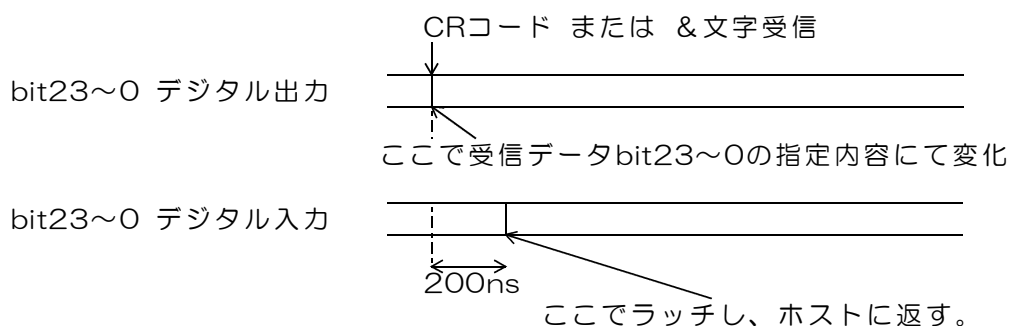 CRコード または ＆文字受信
bit23～0 デジタル出力
ここで受信データbit23～0の指定内容にて変化
bit23～0 デジタル入力
200ns
ここでラッチし、ホストに返す。